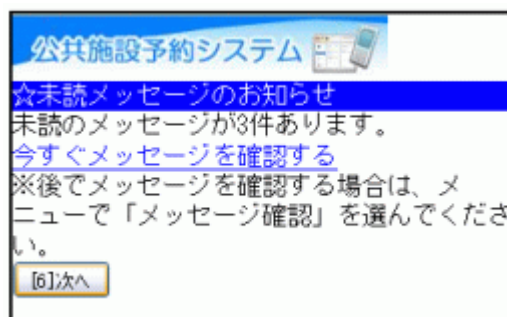 公共施設予約システム
☆未読メッセージのお知らせ
未読のメッセージが3件あります。
今すぐメッセージを確認する
※後でメッセージを確認する場合は、メ
ニューで「メッセージ確認」を選んでくださ
い。
[6]次へ